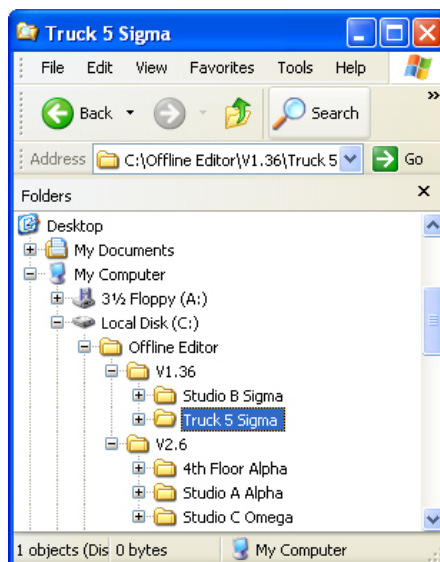 Truck 5 Sigma
File Edit View Favorites Tools Help
Back Search »
Address C:\Offline Editor\V1.36\Truck 5 Go
Folders
Desktop
My Documents
My Computer
3½ Floppy (A:)
Local Disk (C:)
Offline Editor
V1.36
Studio B Sigma
Truck 5 Sigma
V2.6
4th Floor Alpha
Studio A Alpha
Studio C Omega
1 objects (Dis 0 bytes My Computer